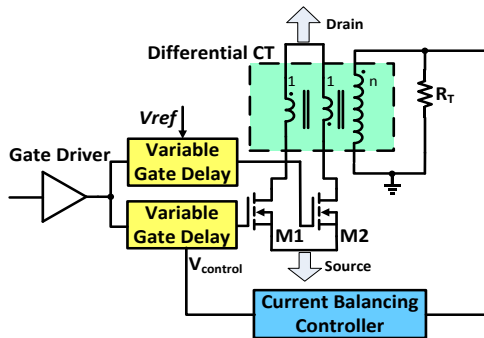 Drain
Differential CT
1 1 n
R_T
Vref
Gate Driver
Variable
Gate Delay
Variable
Gate Delay
M1 M2
V_control
Source
Current Balancing
Controller